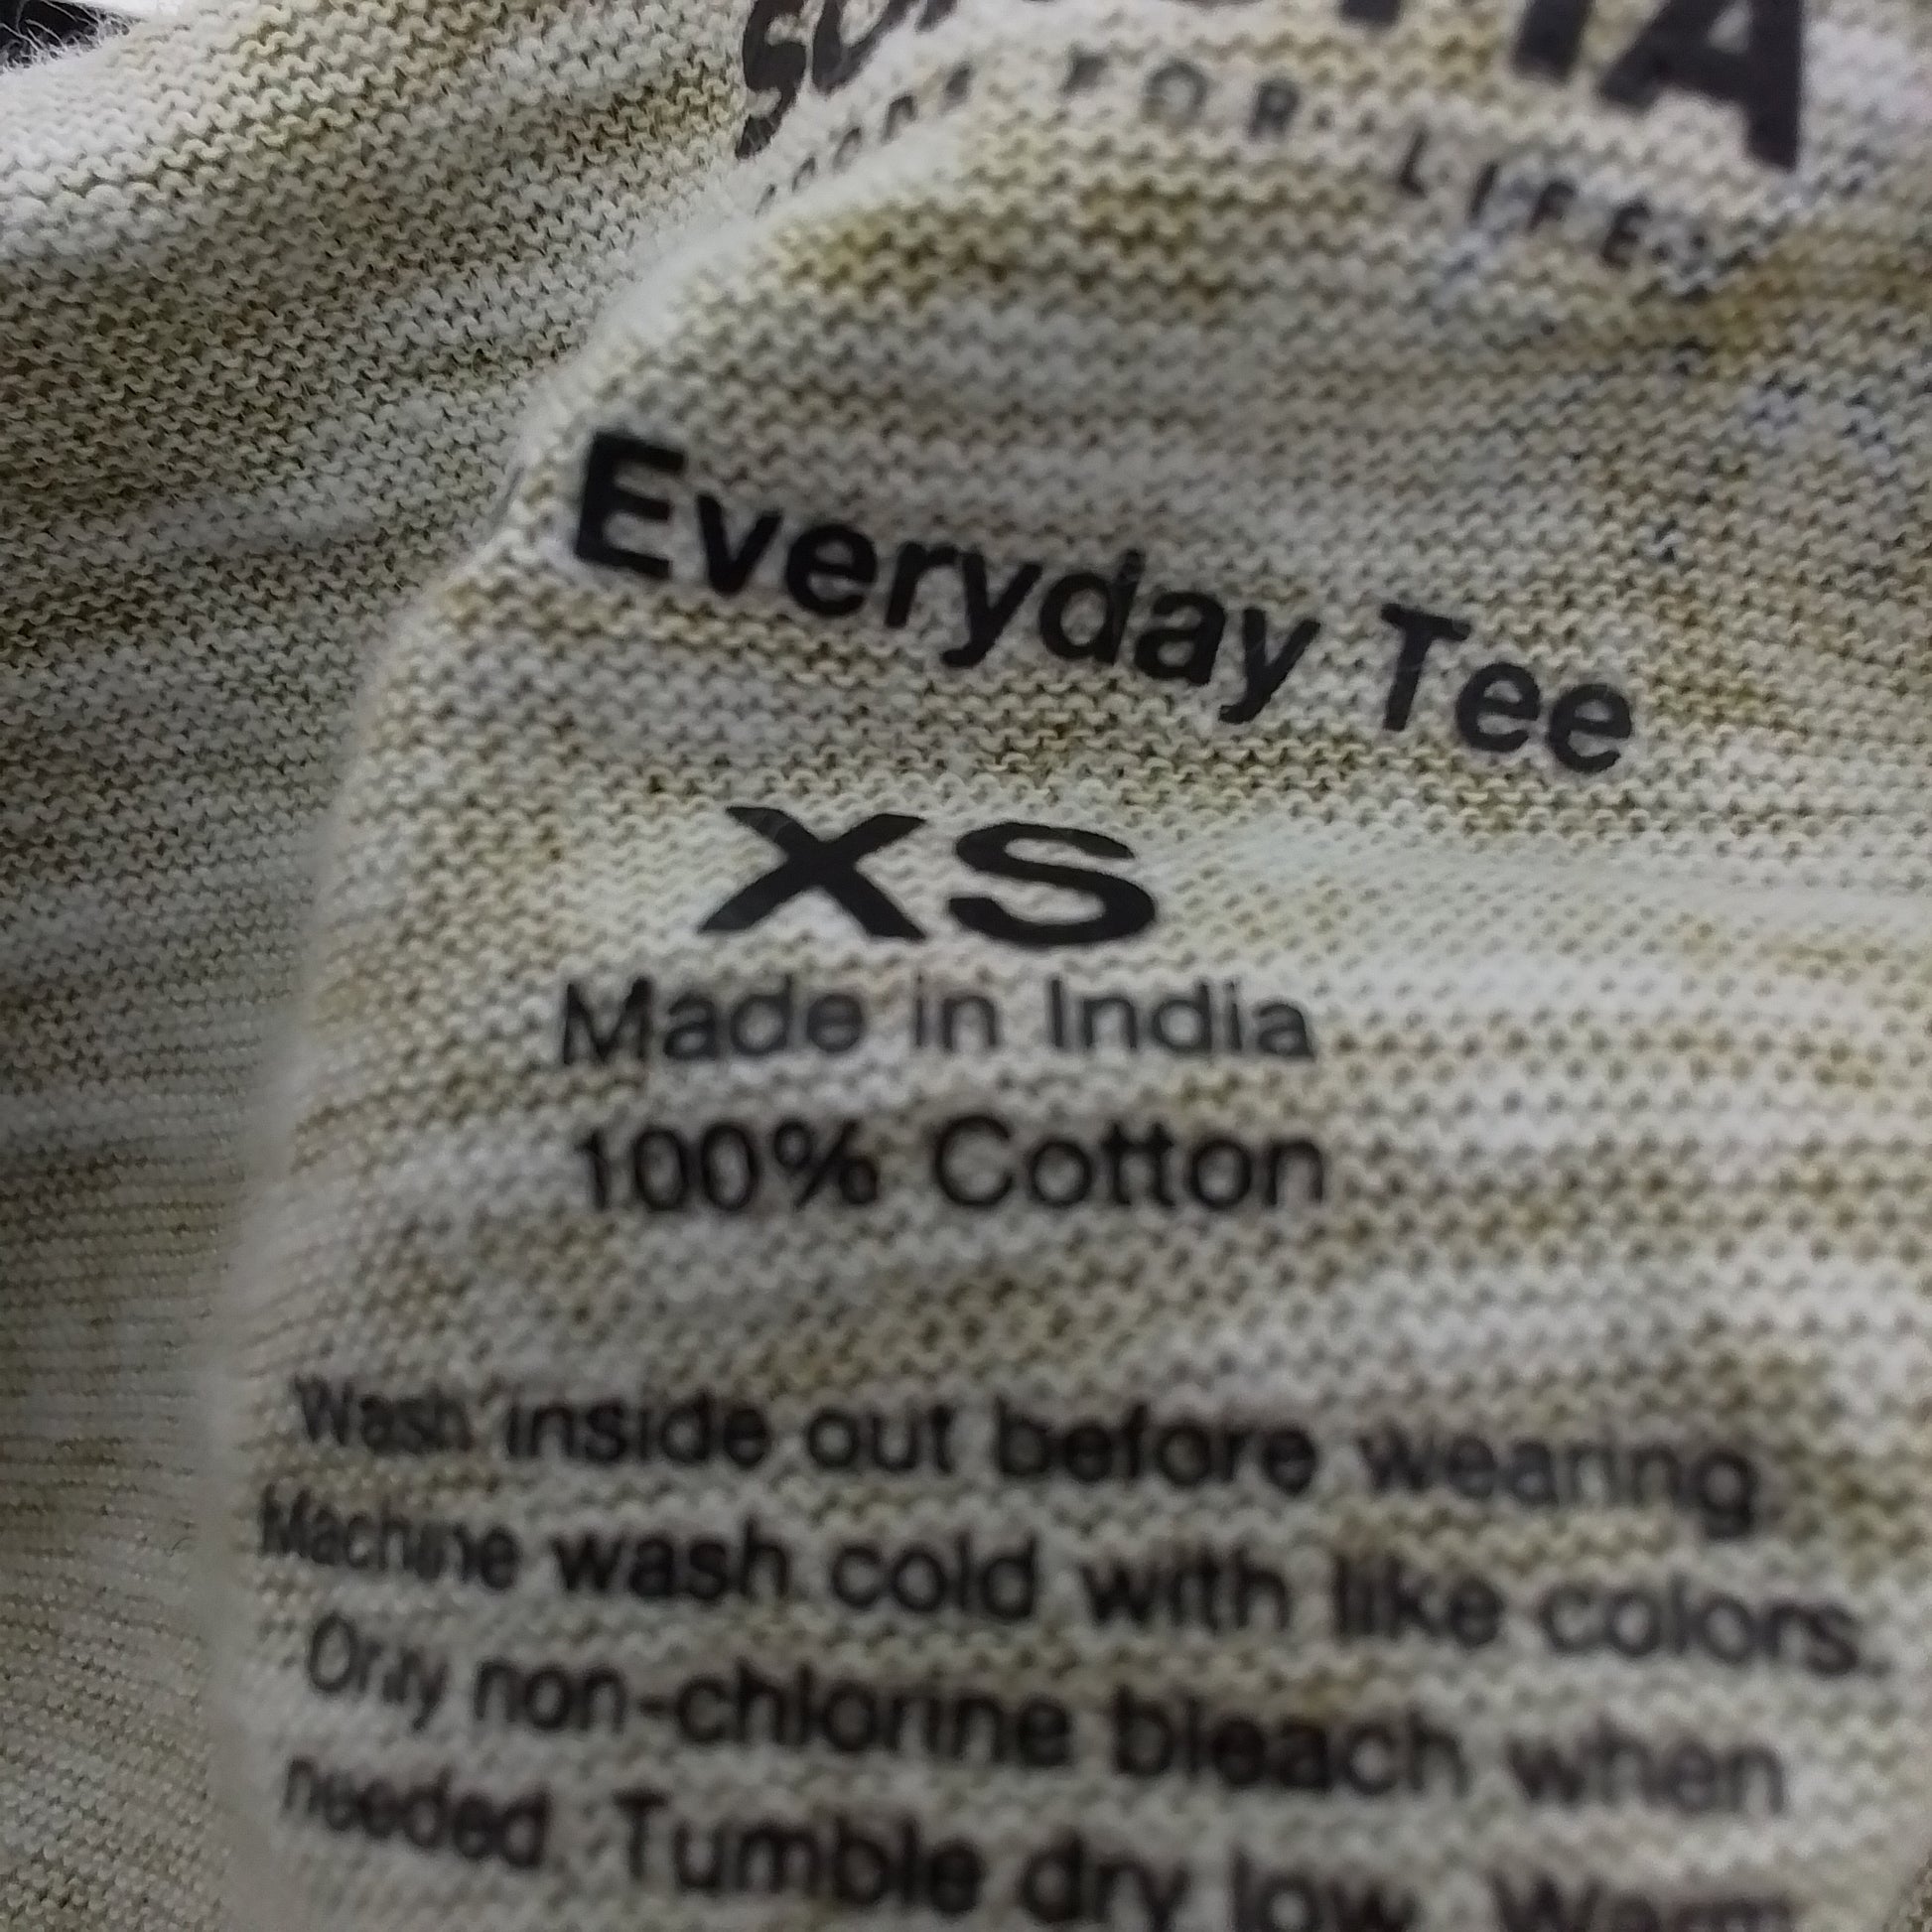 FOR LIFE
Everyday Tee
XS
Made in India
100% Cotton
Wash inside out before wearing
Machine wash cold with like colors.
Only non-chlorine bleach when
needed. Tumble dry low. Warm